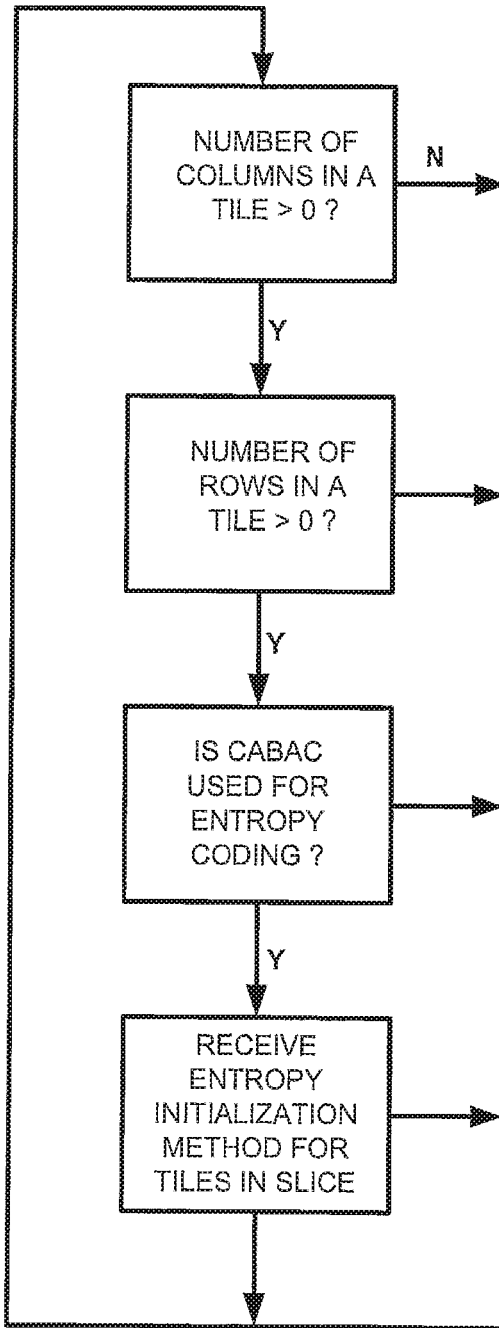 NUMBER OF
COLUMNS IN A
TILE > 0 ?
N
Y
NUMBER OF
ROWS IN A
TILE > 0 ?
Y
IS CABAC
USED FOR
ENTROPY
CODING ?
Y
RECEIVE
ENTROPY
INITIALIZATION
METHOD FOR
TILES IN SLICE